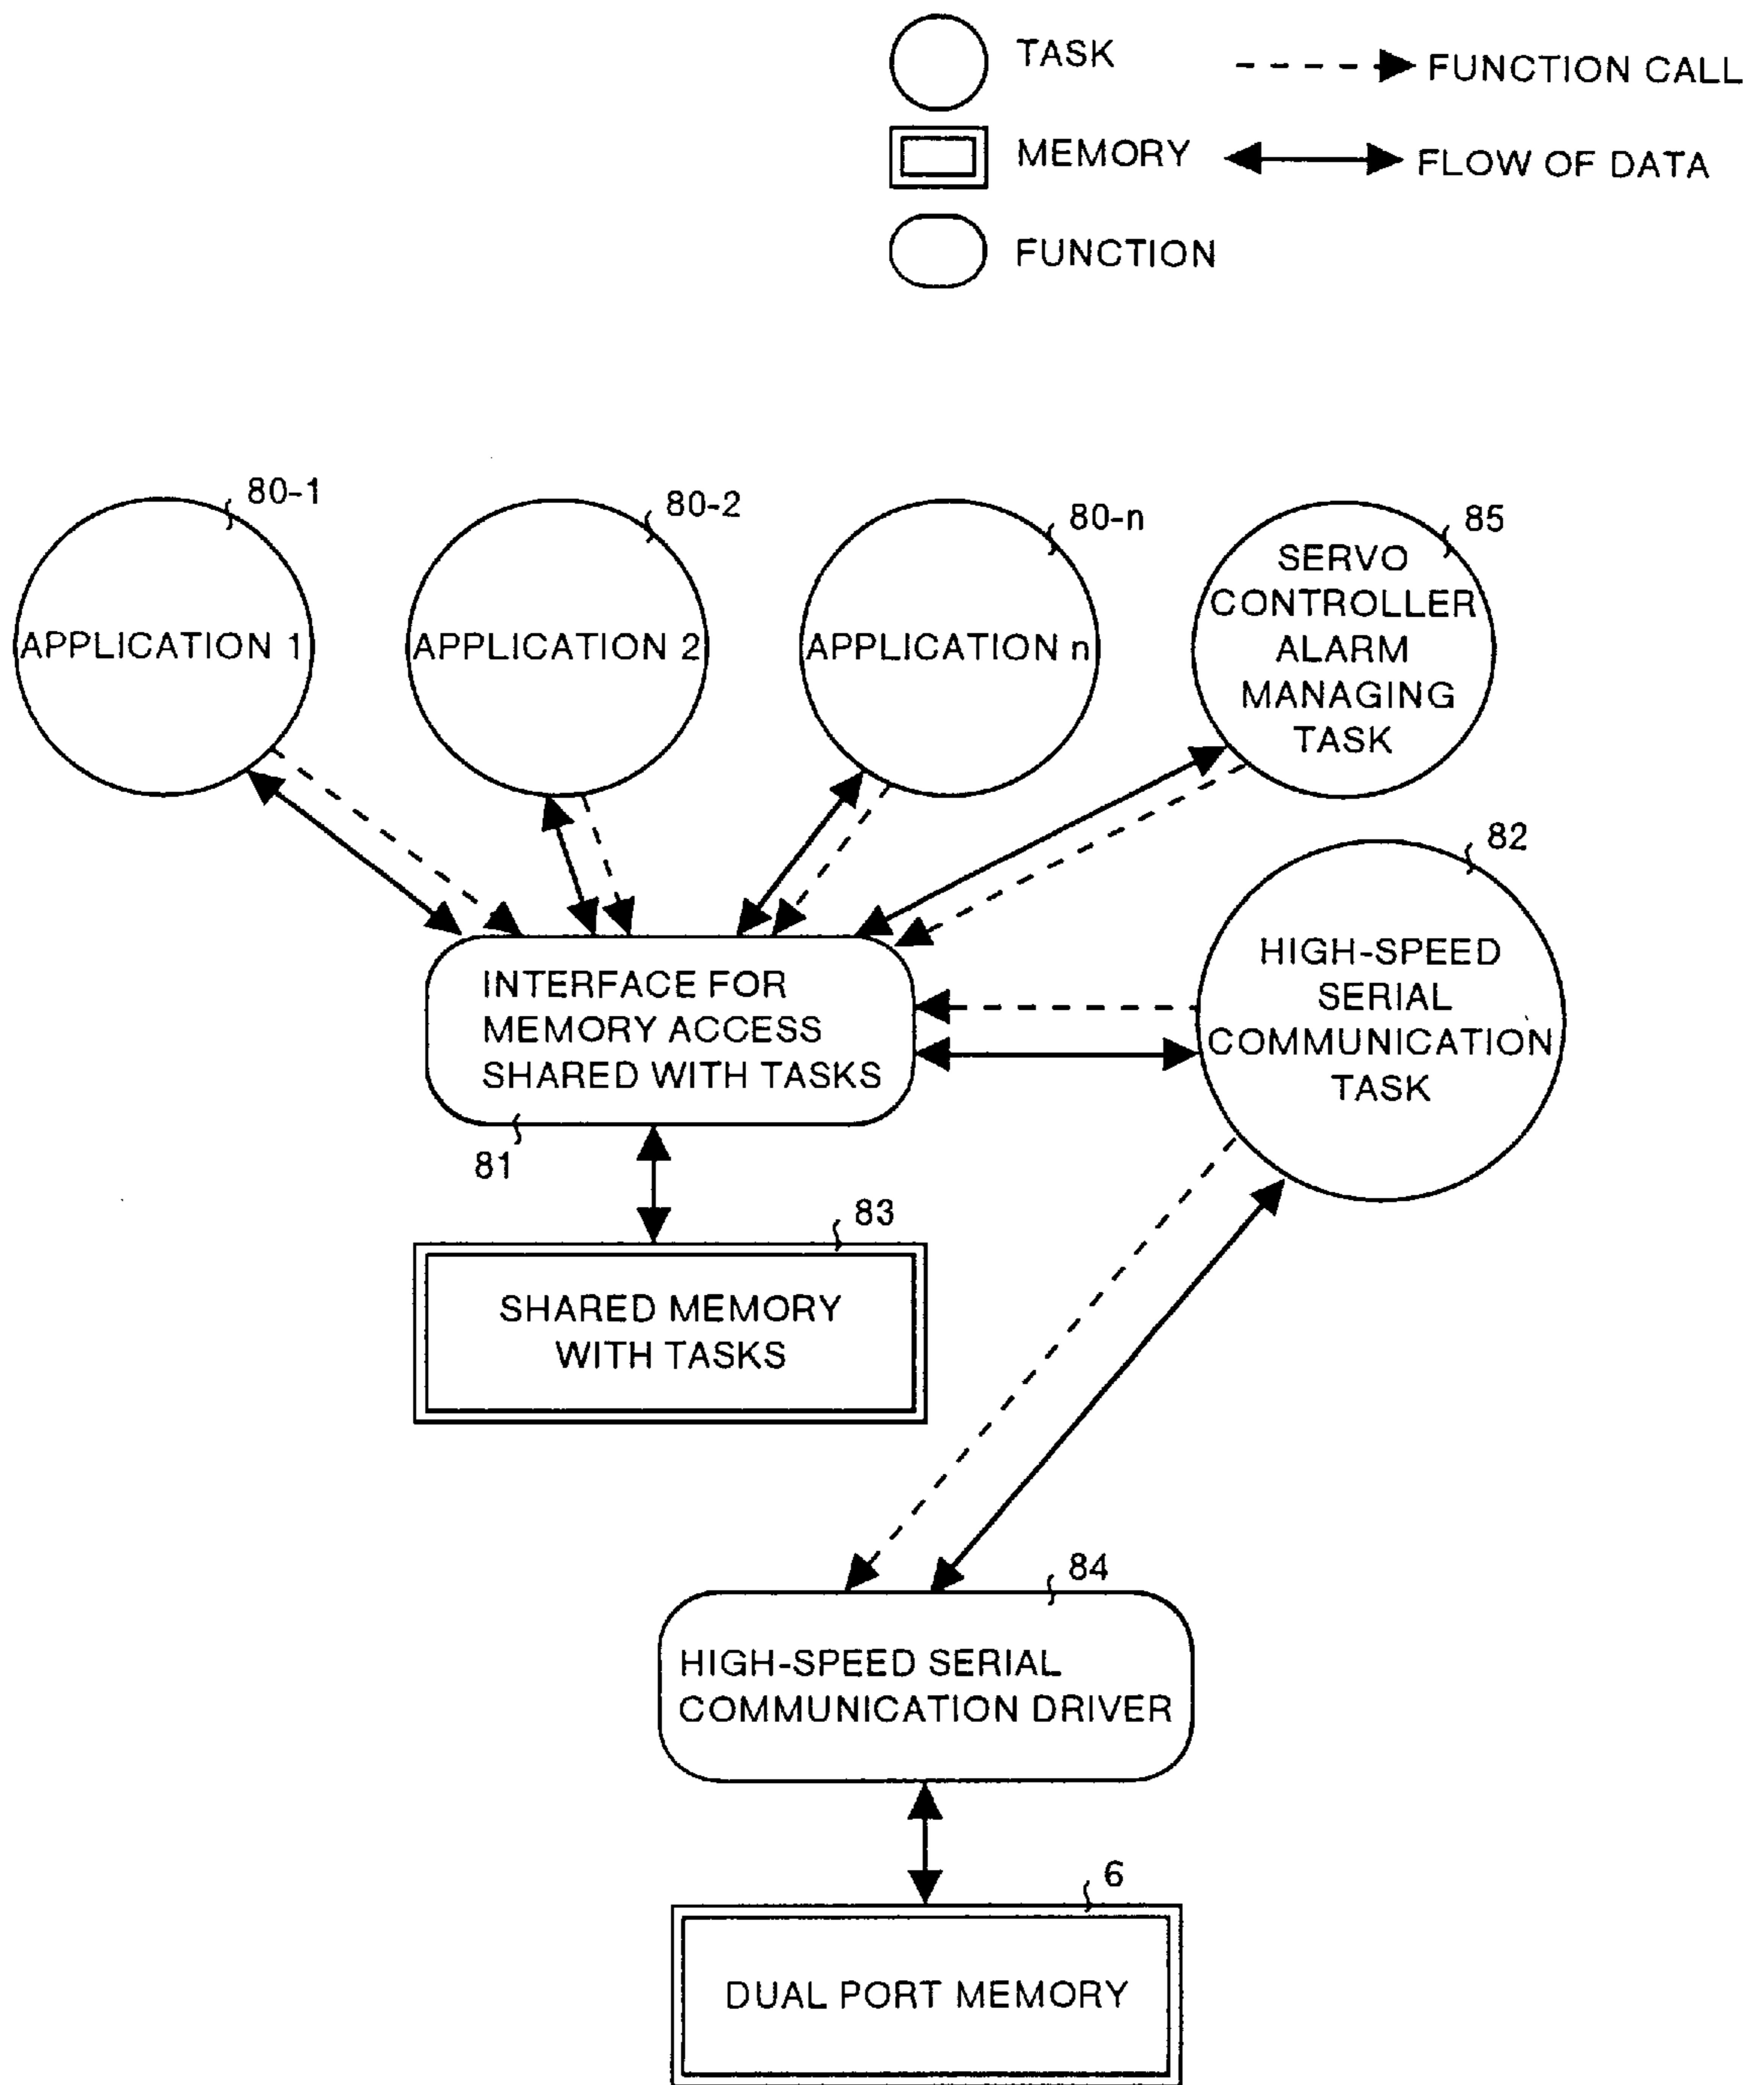 TASK
FUNCTION CALL
MEMORY
FLOW OF DATA
FUNCTION
80-1
80-2
80-n
85
APPLICATION 1
APPLICATION 2
APPLICATION n
SERVO
CONTROLLER
ALARM
MANAGING
TASK
82
HIGH-SPEED
SERIAL
COMMUNICATION
TASK
INTERFACE FOR
MEMORY ACCESS
SHARED WITH TASKS
81
83
SHARED MEMORY
WITH TASKS
84
HIGH-SPEED SERIAL
COMMUNICATION DRIVER
6
DUAL PORT MEMORY